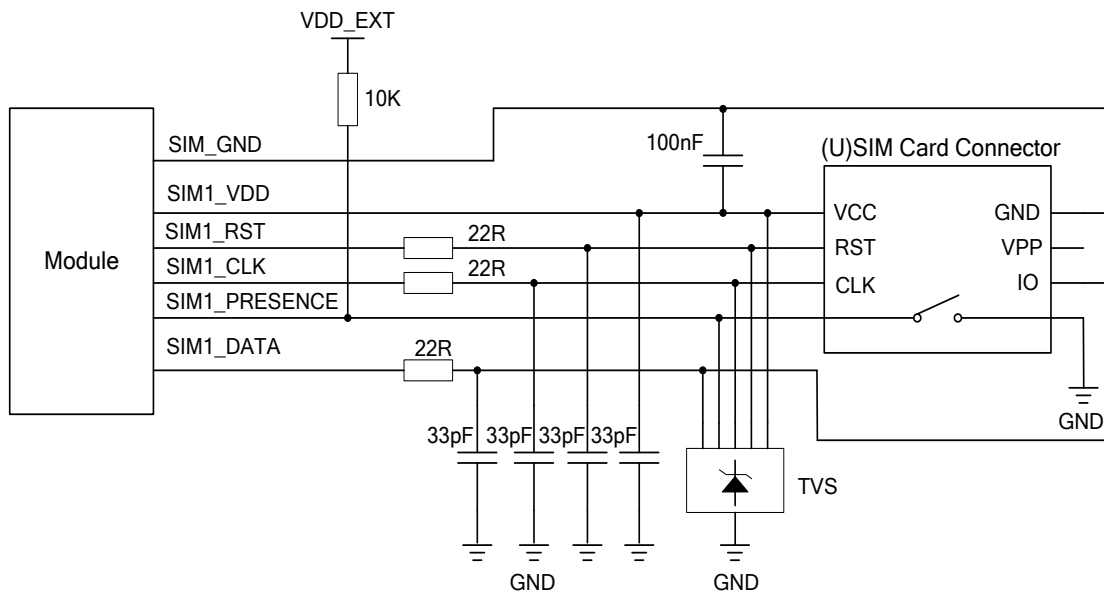 VDD_EXT
10K
SIM_GND
100nF
(U)SIM Card Connector
SIM1_VDD
VCC
GND
SIM1_RST
22R
RST
VPP
Module
SIM1_CLK
22R
CLK
IO
SIM1_PRESENCE
SIM1_DATA
22R
GND
33pF
33pF
33pF
33pF
TVS
GND
GND